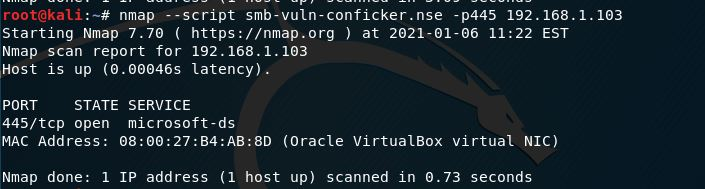 root@kali:~# nmap --script smb-vuln-conficker.nse -p445 192.168.1.103
Starting Nmap 7.70 ( https://nmap.org ) at 2021-01-06 11:22 EST
Nmap scan report for 192.168.1.103
Host is up (0.00046s latency).
PORT    STATE SERVICE
445/tcp open  microsoft-ds
MAC Address: 08:00:27:B4:AB:8D (Oracle VirtualBox virtual NIC)
Nmap done: 1 IP address (1 host up) scanned in 0.73 seconds